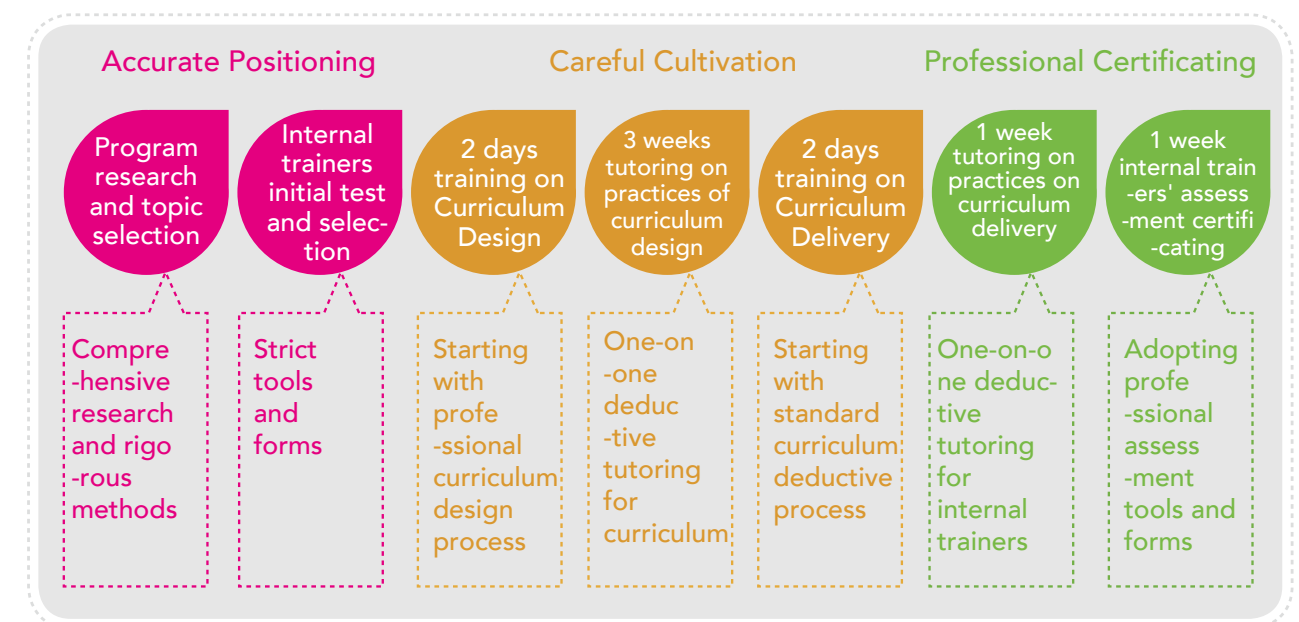 Accurate Positioning
Careful Cultivation
Professional Certificating
Program
research
and topic
selection
Internal
trainers
initial test
and selec-
tion
2 days
training on
Curriculum
Design
3 weeks
tutoring on
practices of
curriculum
design
2 days
training on
Curriculum
Delivery
1 week
tutoring on
practices on
curriculum
delivery
1 week
internal train
-ers' assess
-ment certifi
-cating
Compre
-hensive
research
and rigo
-rous
methods
Strict
tools
and
forms
Starting
with
profe
-ssional
curriculum
design
process
One-on
-one
deduc
-tive
tutoring
for
curriculum
Starting
with
standard
curriculum
deductive
process
One-on-o
ne deduc-
tive
tutoring
for
internal
trainers
Adopting
profe
-ssional
assess
-ment
tools and
forms